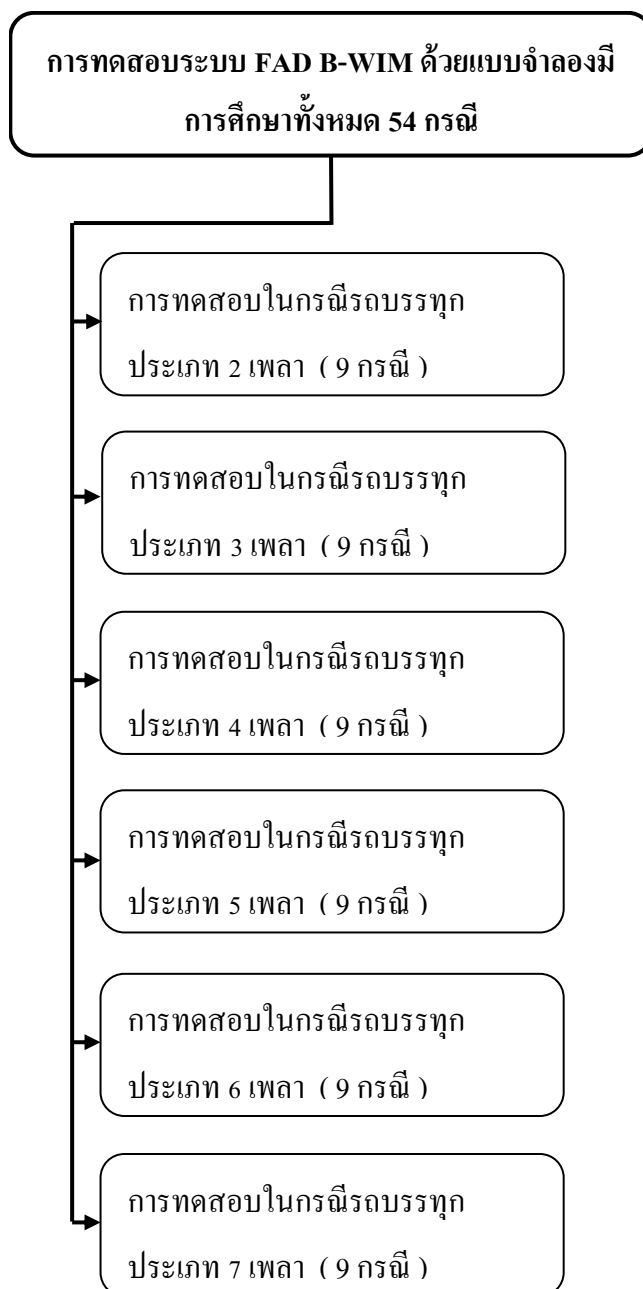 การทดสอบระบบ FAD B-WIM ด้วยแบบจำลองมี
การศึกษาทั้งหมด 54 กรณี
การทดสอบในกรณีรถบรรทุก
ประเภท 2 เพลา ( 9 กรณี )
การทดสอบในกรณีรถบรรทุก
ประเภท 3 เพลา ( 9 กรณี )
การทดสอบในกรณีรถบรรทุก
ประเภท 4 เพลา ( 9 กรณี )
การทดสอบในกรณีรถบรรทุก
ประเภท 5 เพลา ( 9 กรณี )
การทดสอบในกรณีรถบรรทุก
ประเภท 6 เพลา ( 9 กรณี )
การทดสอบในกรณีรถบรรทุก
ประเภท 7 เพลา ( 9 กรณี )